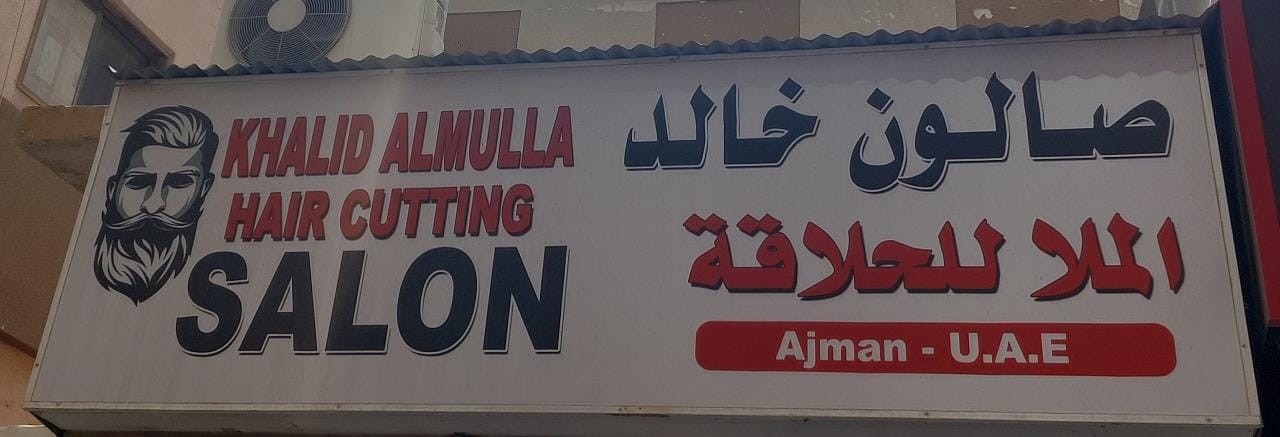 KHALID ALMULLA
HAIR CUTTING
SALON
صالون خالد
الملا للحلاقة
Ajman - U.A.E